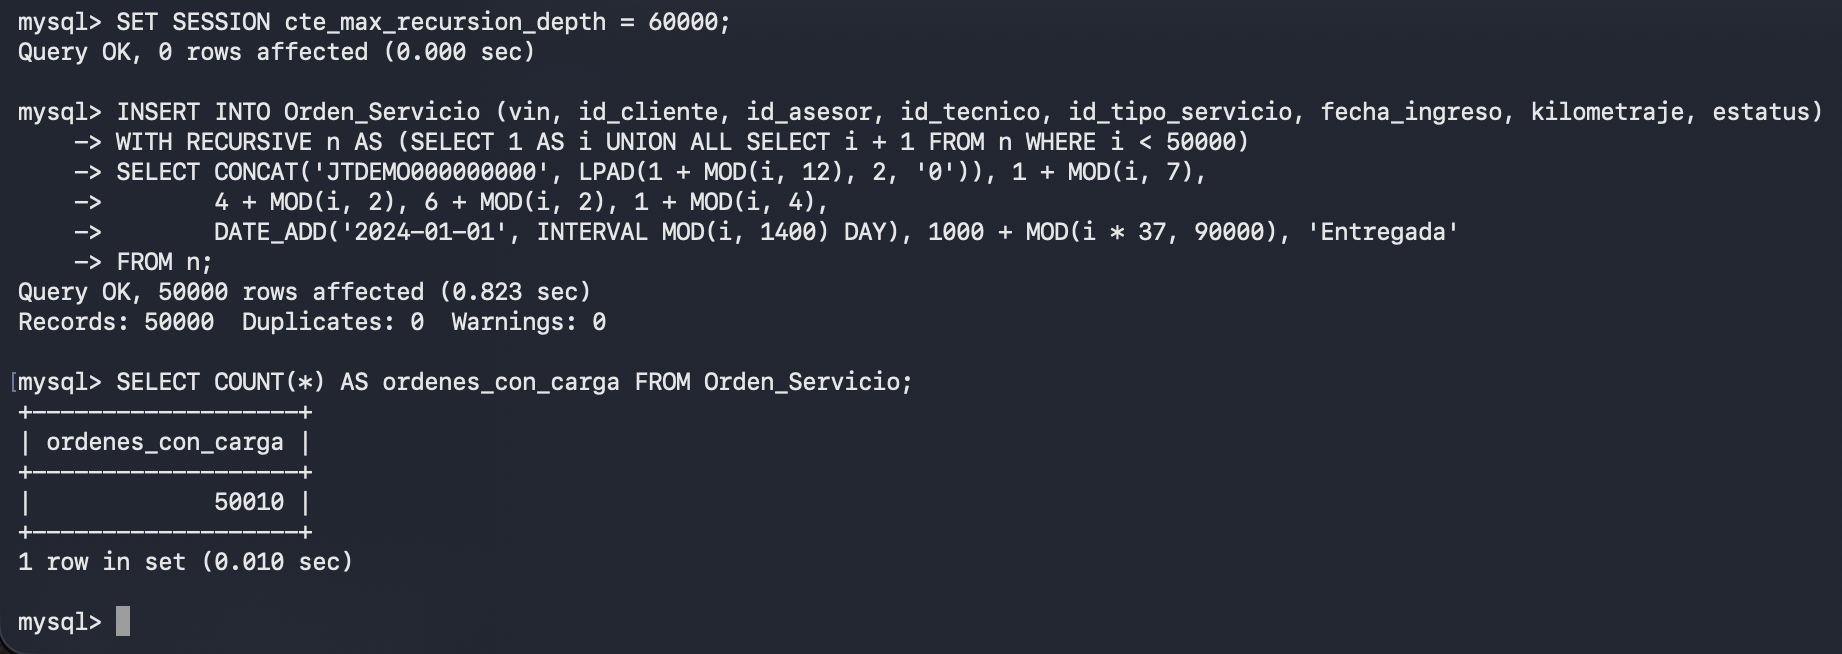 mysql> SET SESSION cte_max_recursion_depth = 60000;
Query OK, 0 rows affected (0.000 sec)

mysql> INSERT INTO Orden_Servicio (vin, id_cliente, id_asesor, id_tecnico, id_tipo_servicio, fecha_ingreso, kilometraje, estatus)
    -> WITH RECURSIVE n AS (SELECT 1 AS i UNION ALL SELECT i + 1 FROM n WHERE i < 50000)
    -> SELECT CONCAT('JTDEMO000000000', LPAD(1 + MOD(i, 12), 2, '0')), 1 + MOD(i, 7),
    ->        4 + MOD(i, 2), 6 + MOD(i, 2), 1 + MOD(i, 4),
    ->        DATE_ADD('2024-01-01', INTERVAL MOD(i, 1400) DAY), 1000 + MOD(i * 37, 90000), 'Entregada'
    -> FROM n;
Query OK, 50000 rows affected (0.823 sec)
Records: 50000  Duplicates: 0  Warnings: 0

[mysql> SELECT COUNT(*) AS ordenes_con_carga FROM Orden_Servicio;
+-------------------+
| ordenes_con_carga |
+-------------------+
|             50010 |
+-------------------+
1 row in set (0.010 sec)

mysql>